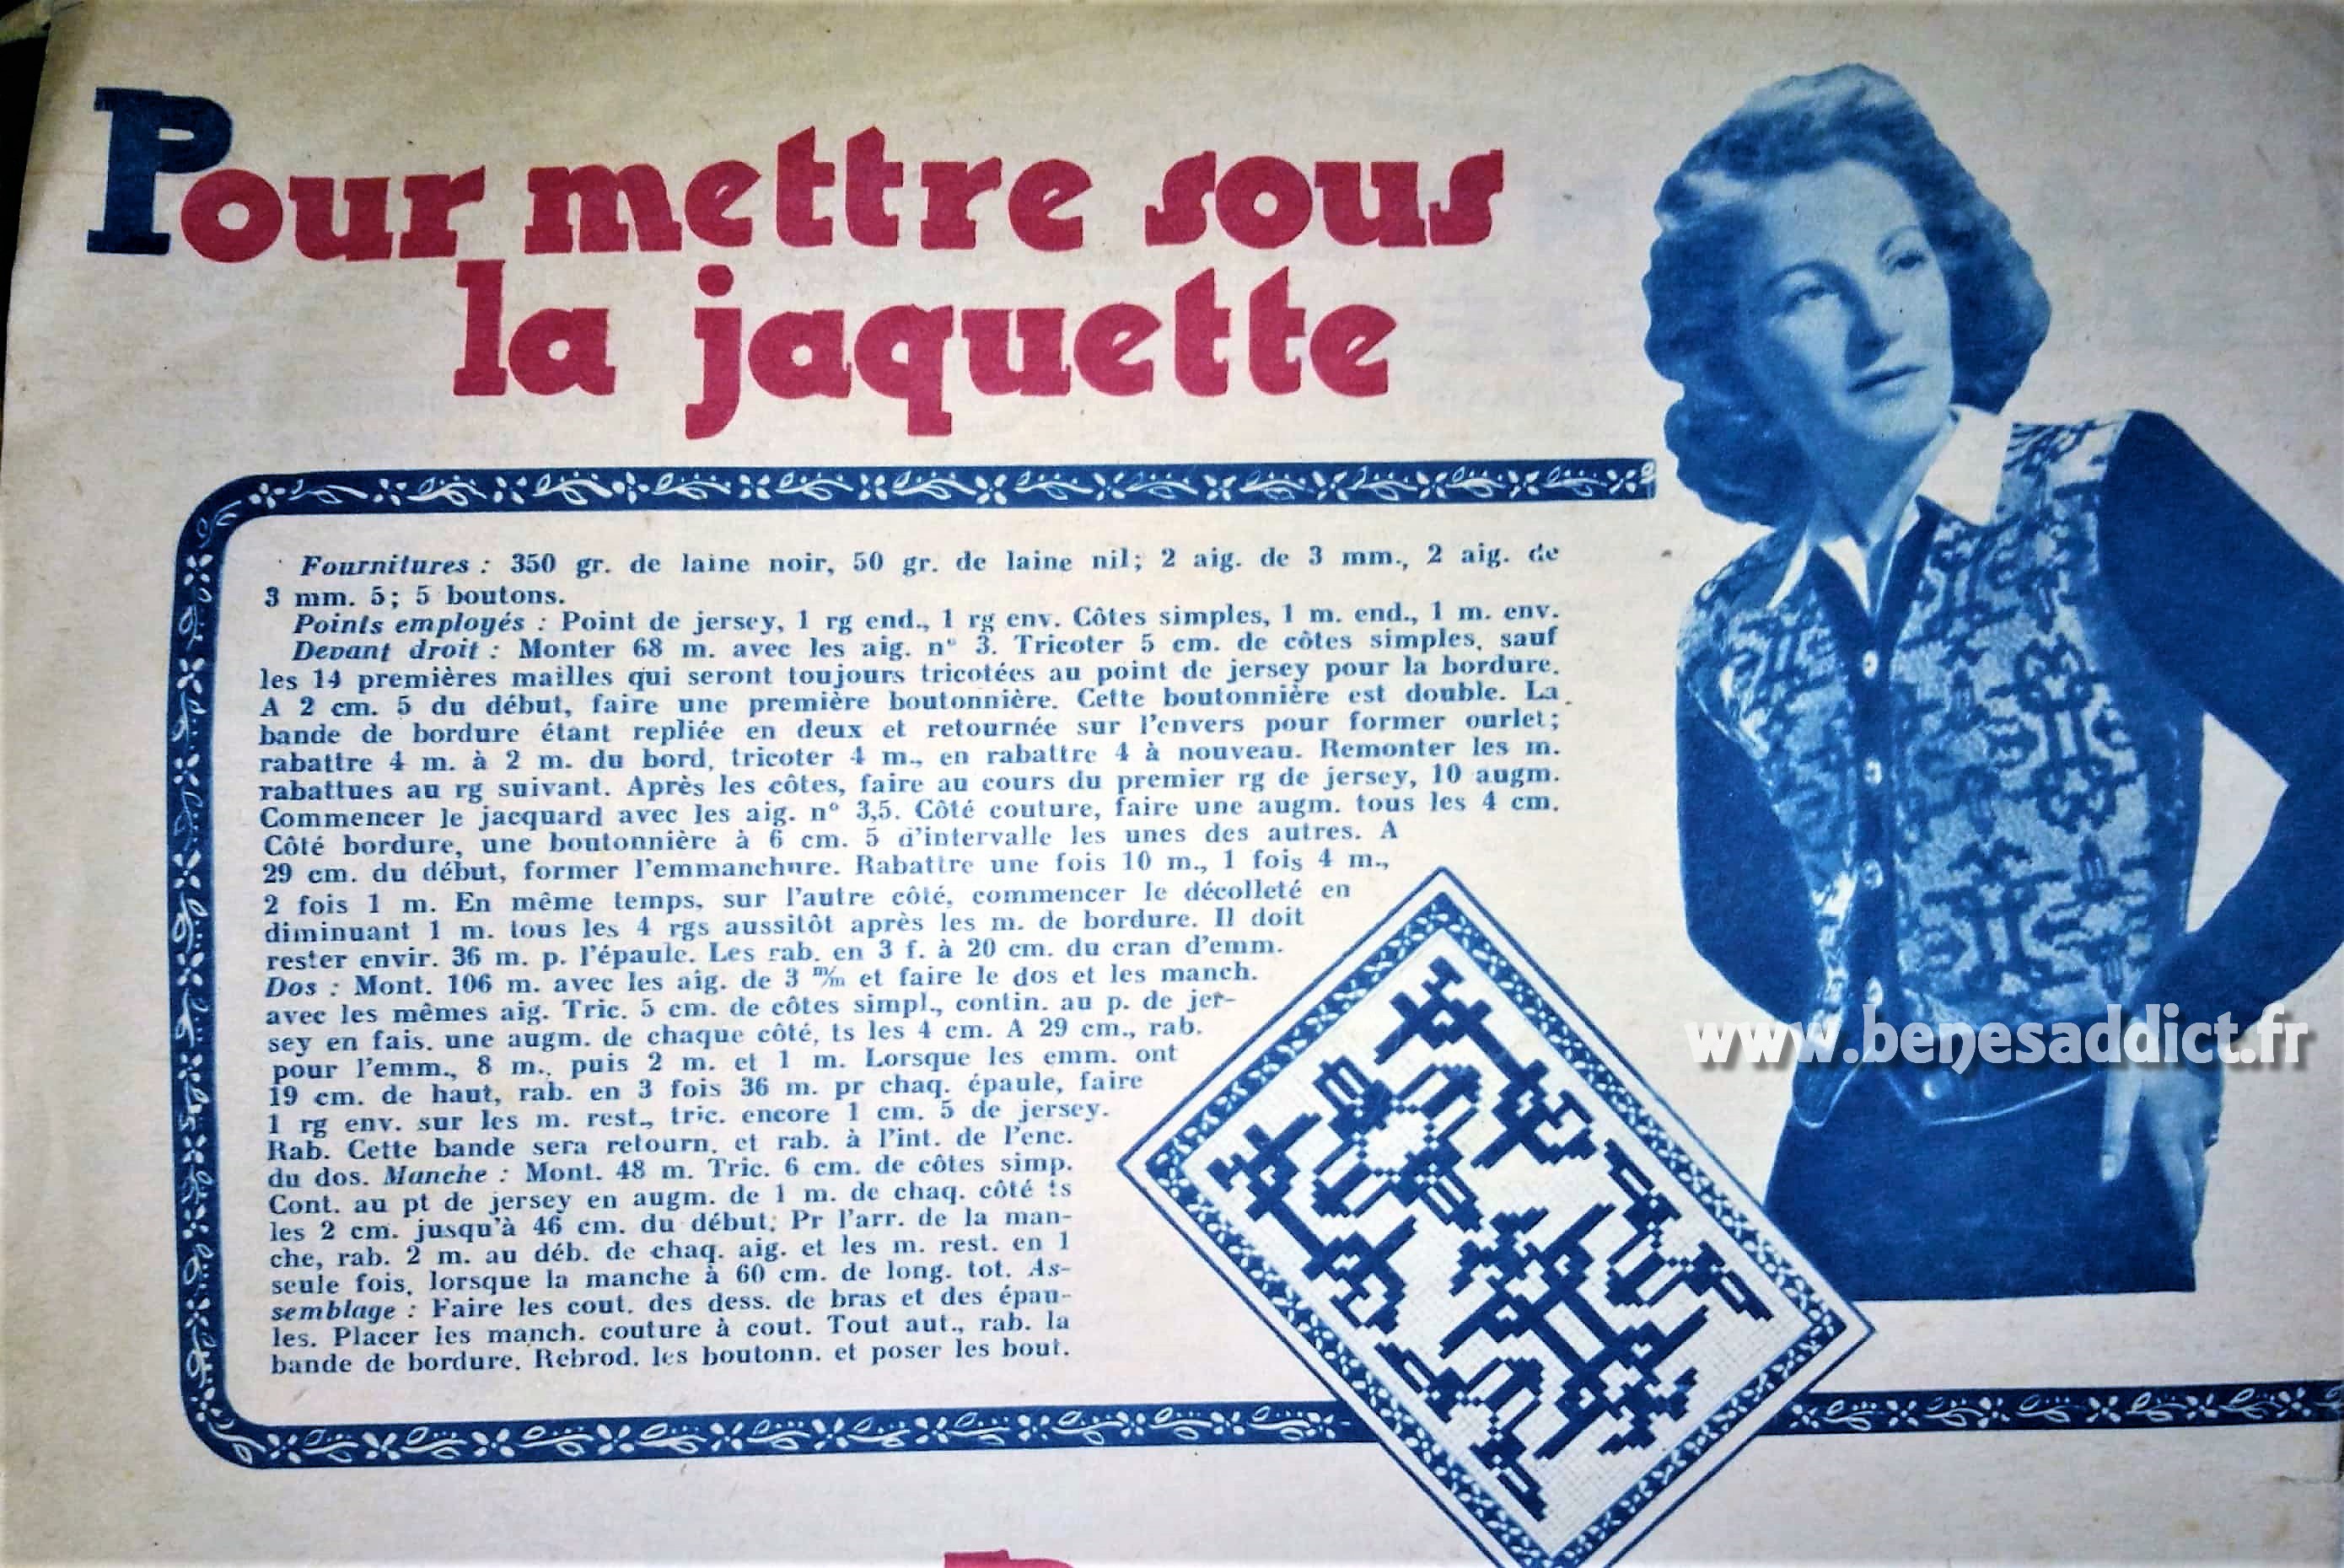 Pour mettre sous
la jaquette
Fournitures : 350 gr. de laine noir, 50 gr. de laine nil; 2 aig. de 3 mm., 2 aig. de
3 mm. 5; 5 boutons.
Points employés : Point de jersey, 1 rg end., 1 rg env. Côtes simples, 1 m. end., 1 m. env.
Devant droit : Monter 68 m. avec les aig. n° 3. Tricoter 5 cm. de côtes simples, sauf
les 14 premières mailles qui seront toujours tricotées au point de jersey pour la bordure.
A 2 cm. 5 du début, faire une première boutonnière. Cette boutonnière est double. La
bande de bordure étant repliée en deux et retournée sur l'envers pour former ourlet;
rabattre 4 m. à 2 m. du bord, tricoter 4 m., en rabattre 4 à nouveau. Remonter les m.
rabattues au rg suivant. Après les côtes, faire au cours du premier rg de jersey, 10 augm.
Commencer le jacquard avec les aig. n° 3,5. Côté couture, faire une augm. tous les 4 cm.
Côté bordure, une boutonnière à 6 cm. 5 d'intervalle les unes des autres. A
29 cm. du début, former l'emmanchure. Rabattre une fois 10 m., 1 fois 4 m.,
2 fois 1 m. En même temps, sur l'autre côté, commencer le décolleté en
diminuant 1 m. tous les 4 rgs aussitôt après les m. de bordure. Il doit
rester envir. 36 m. p. l'épaule. Les rab. en 3 f. à 20 cm. du cran d'emm.
Dos : Mont. 106 m. avec les aig. de 3 m/m et faire le dos et les manch.
avec les mêmes aig. Tric. 5 cm. de côtes simpl., contin. au p. de jer-
sey en fais. une augm. de chaque côté, ts les 4 cm. A 29 cm., rab.
pour l'emm., 8 m., puis 2 m. et 1 m. Lorsque les emm. ont
19 cm. de haut, rab. en 3 fois 36 m. pr chaq. épaule, faire
1 rg env. sur les m. rest., tric. encore 1 cm. 5 de jersey.
Rab. Cette bande sera retourn. et rab. à l'int. de l'enc.
du dos. Manche : Mont. 48 m. Tric. 6 cm. de côtes simp.
Cont. au pt de jersey en augm. de 1 m. de chaq. côté ts
les 2 cm. jusqu'à 46 cm. du début; Pr l'arr. de la man-
che, rab. 2 m. au déb. de chaq. aig. et les m. rest. en 1
seule fois, lorsque la manche à 60 cm. de long. tot. As-
semblage : Faire les cout. des dess. de bras et des épau-
les. Placer les manch. couture à cout. Tout aut., rab. la
bande de bordure. Rebrod. les boutonn. et poser les bout.
www.benesaddict.fr